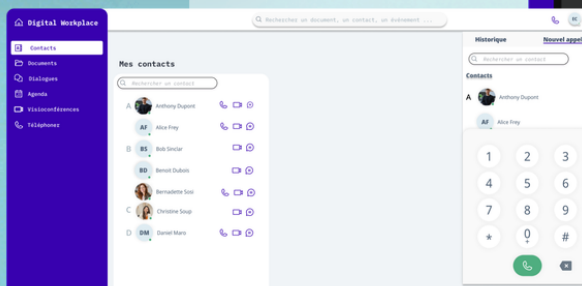 Digital Workplace
Contacts
Documents
Dialogues
Agenda
Visioconférences
Téléphoner
Recherchez un document, un contact, un événement ...
Mes contacts
Rechercher un contact
A Anthony Dupont
AF Alice Frey
B BS Bob Sinclar
BD Benoit Dubois
Bernadette Sosi
C Christine Soup
D DM Daniel Maro
Historique
Nouvel appel
Rechercher un contact
Contacts
A Anthony Dupont
AF Alice Frey
1 2 3
4 5 6
7 8 9
* 0 #
+